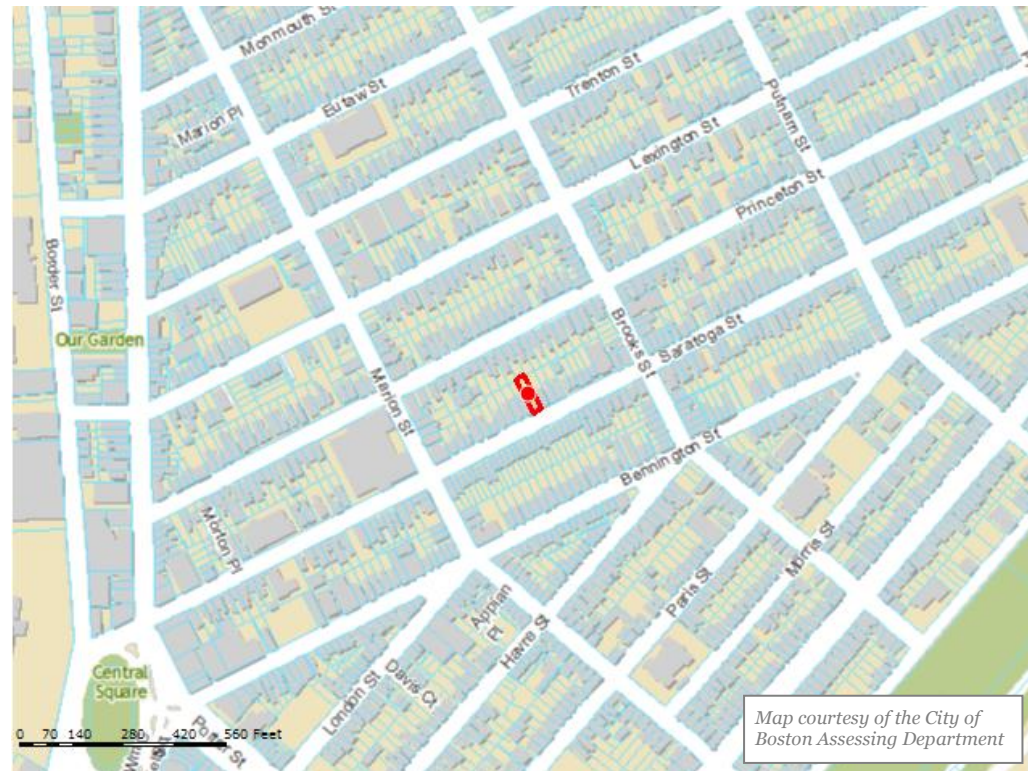 Monmouth St
Trenton St
Eutaw St
Putnam St
Marion Pl
Lexington St
Princeton St
Border St
Our Garden
Brooks St
Saratoga St
Marion St
Bennington St
Morton Pl
Morris St
Paris St
Appian
Pl
Havre St
Central
Square
Davis Ct
London St
Porter St
0 70 140 280 420 560 Feet
Map courtesy of the City of
Boston Assessing Department